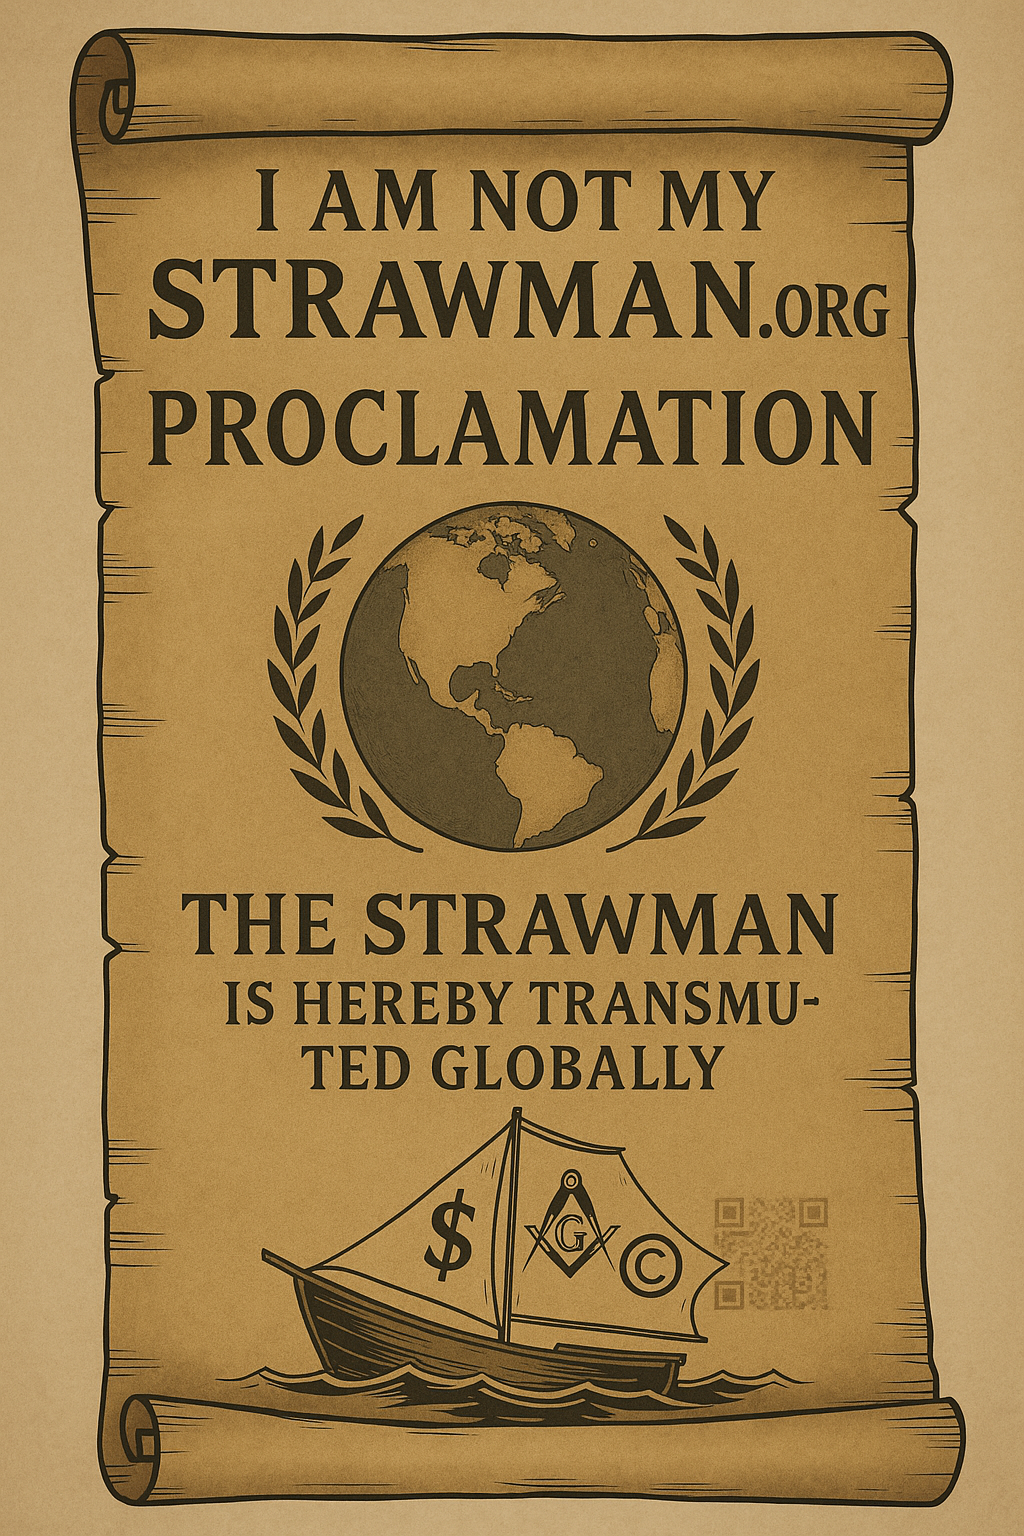 I AM NOT MY
STRAWMAN.ORG
PROCLAMATION
THE STRAWMAN
IS HEREBY TRANSMU-
TED GLOBALLY
$
G
©